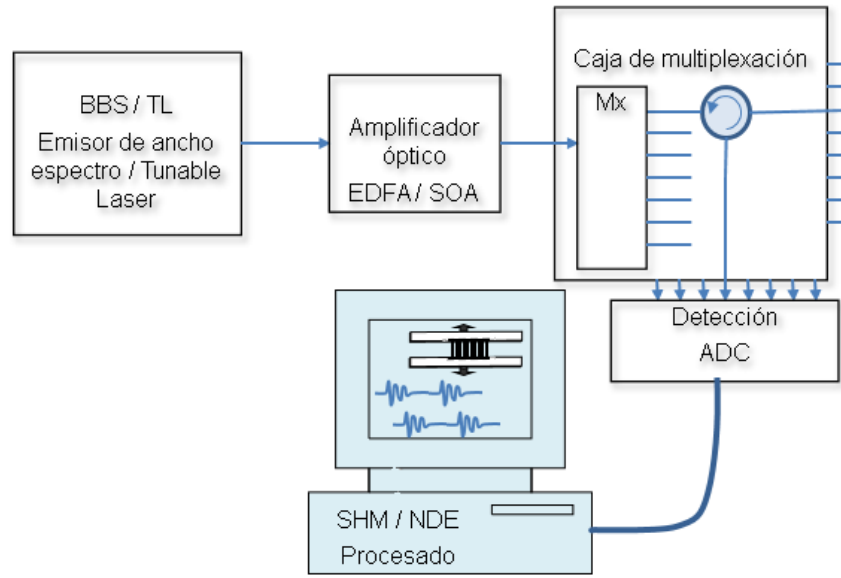 BBS / TL
Emisor de ancho
espectro / Tunable
Laser
Amplificador
óptico
EDFA / SOA
Caja de multiplexación
Mx
Detección
ADC
SHM / NDE
Procesado